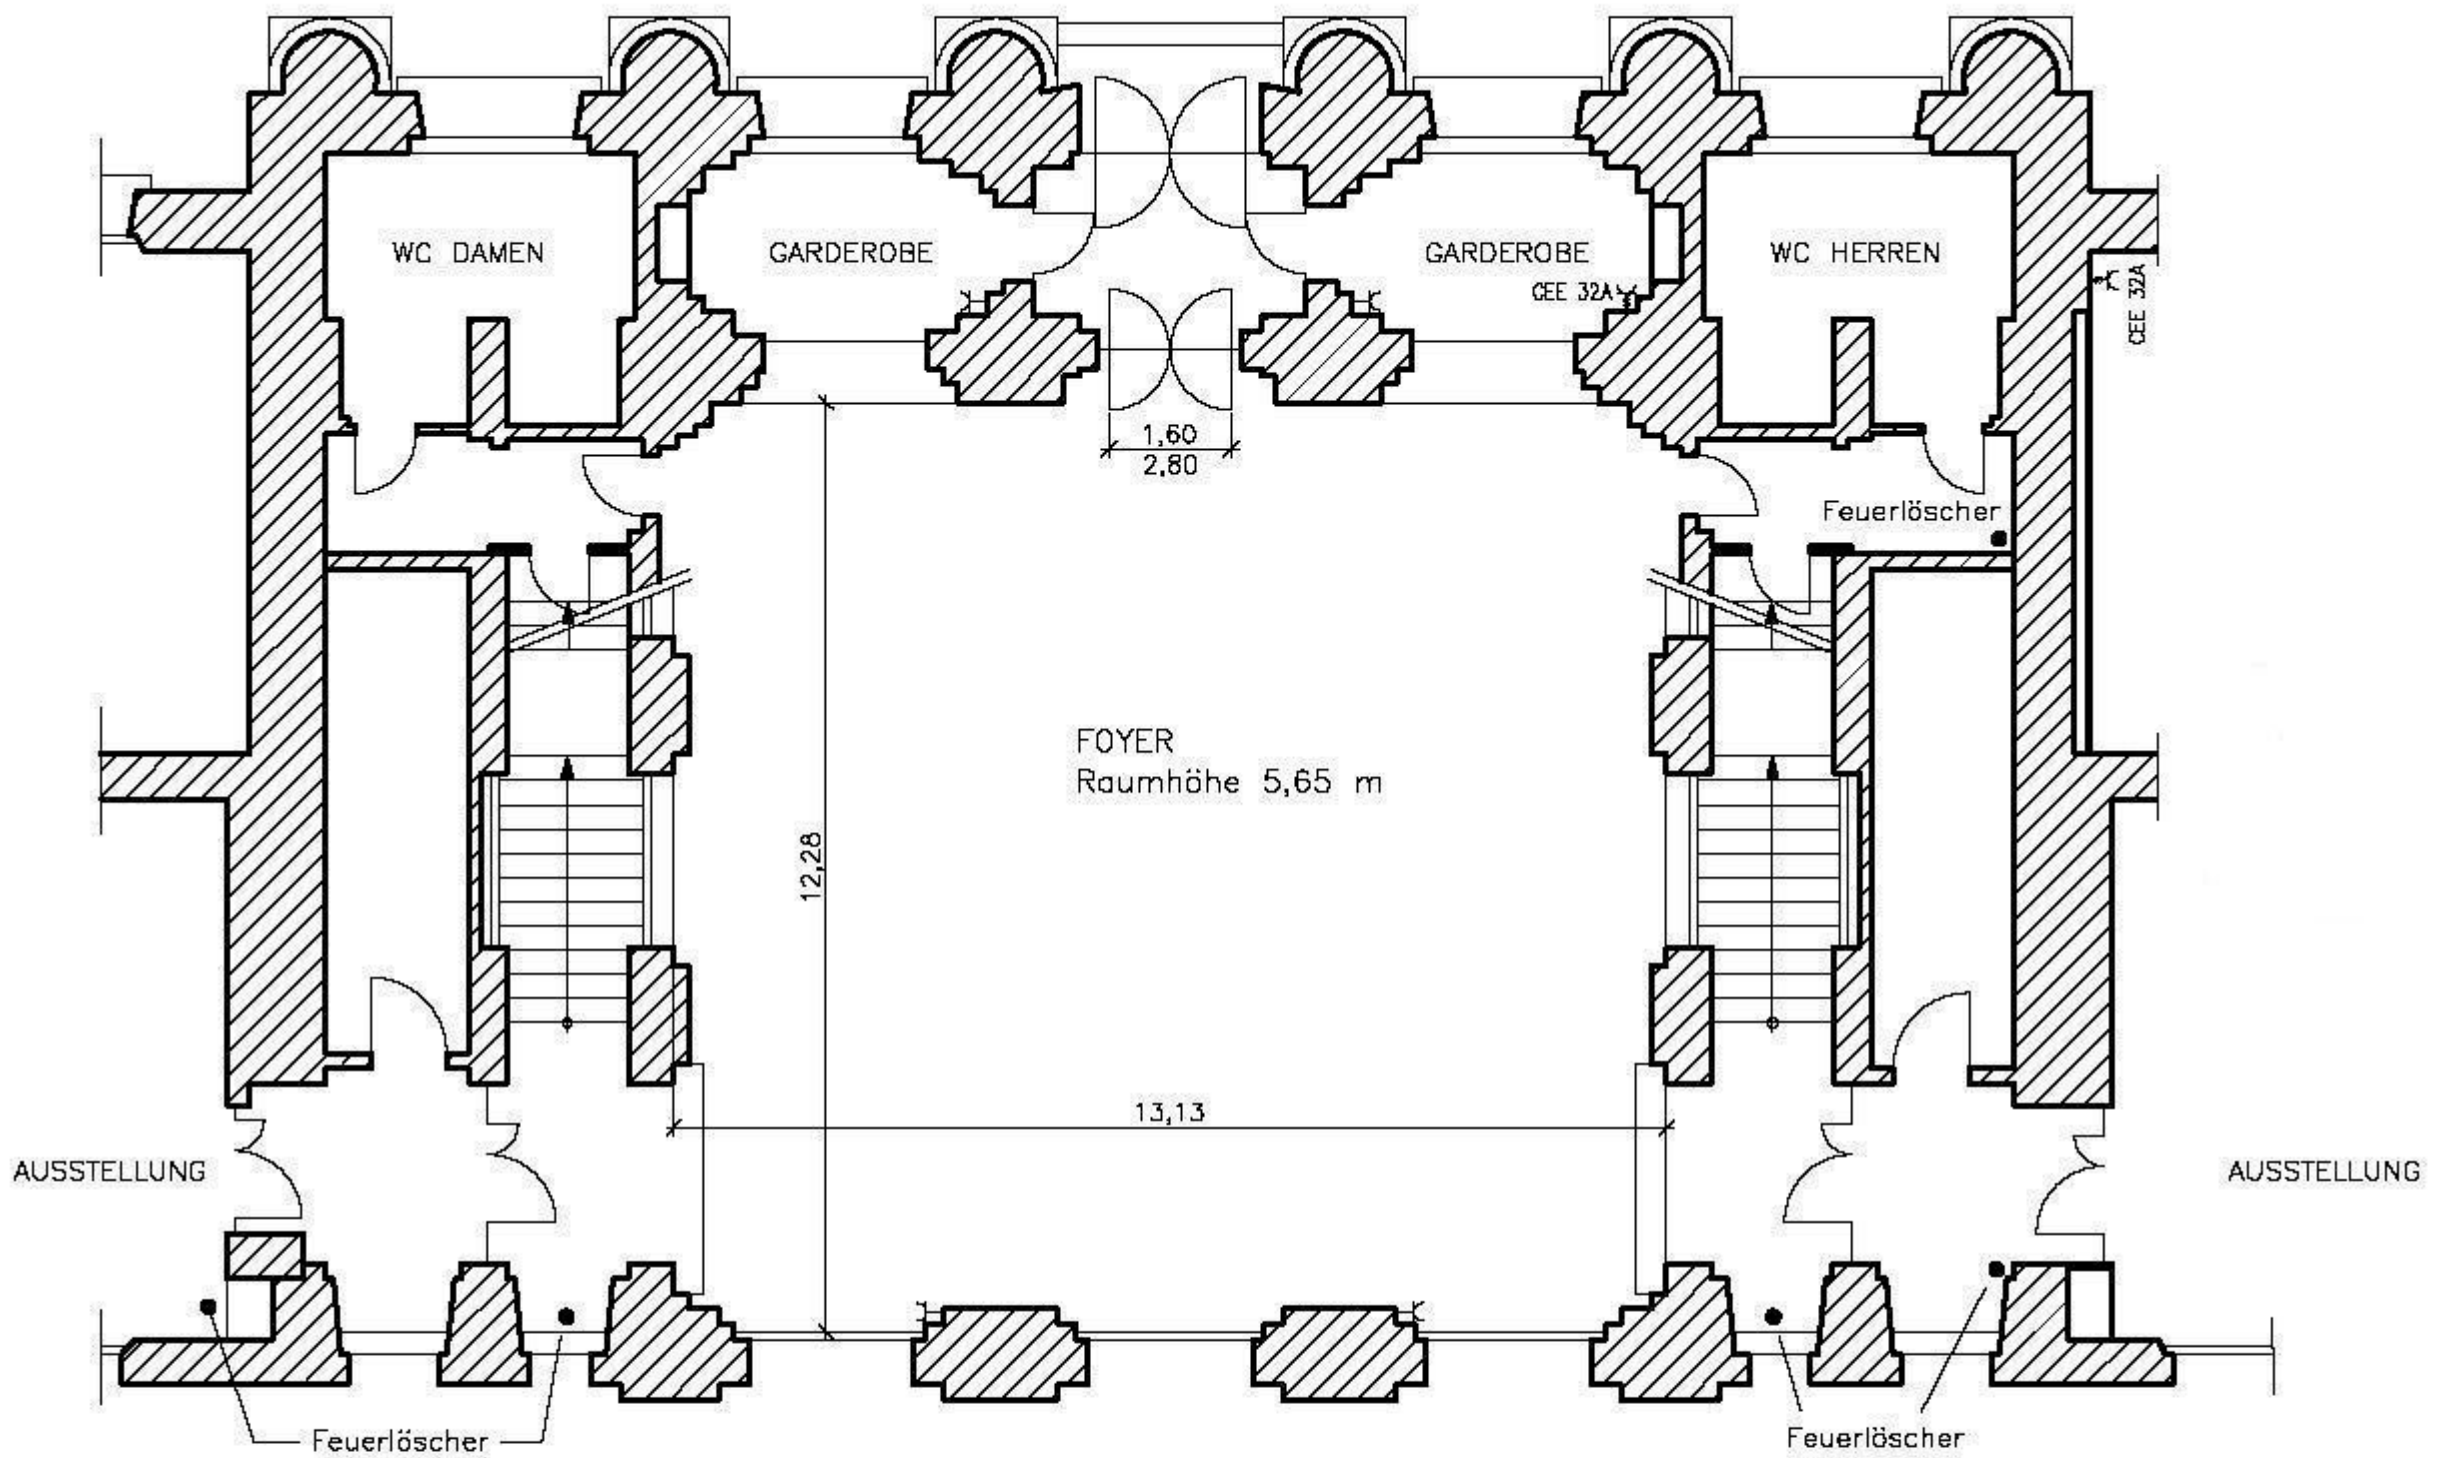 WC DAMEN
GARDEROBE
GARDEROBE
WC HERREN
CEE 32A
CEE 32A
1,60
2,80
Feuerlöscher
FOYER
Raumhöhe 5,65 m
12,28
13,13
AUSSTELLUNG
AUSSTELLUNG
Feuerlöscher
Feuerlöscher